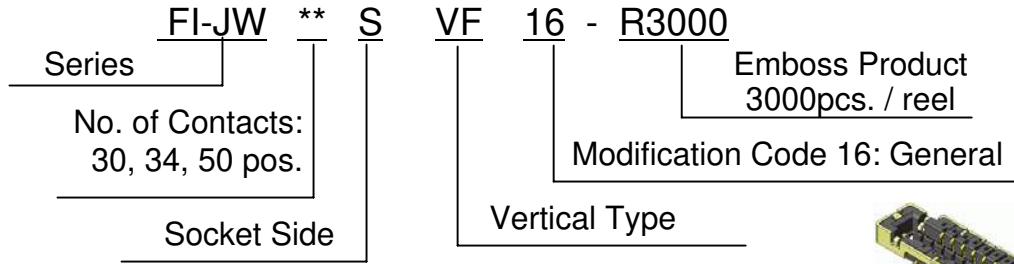 FI-JW ** S VF 16 - R3000
Series
Emboss Product
3000pcs. / reel
No. of Contacts:
30, 34, 50 pos.
Modification Code 16: General
Socket Side
Vertical Type